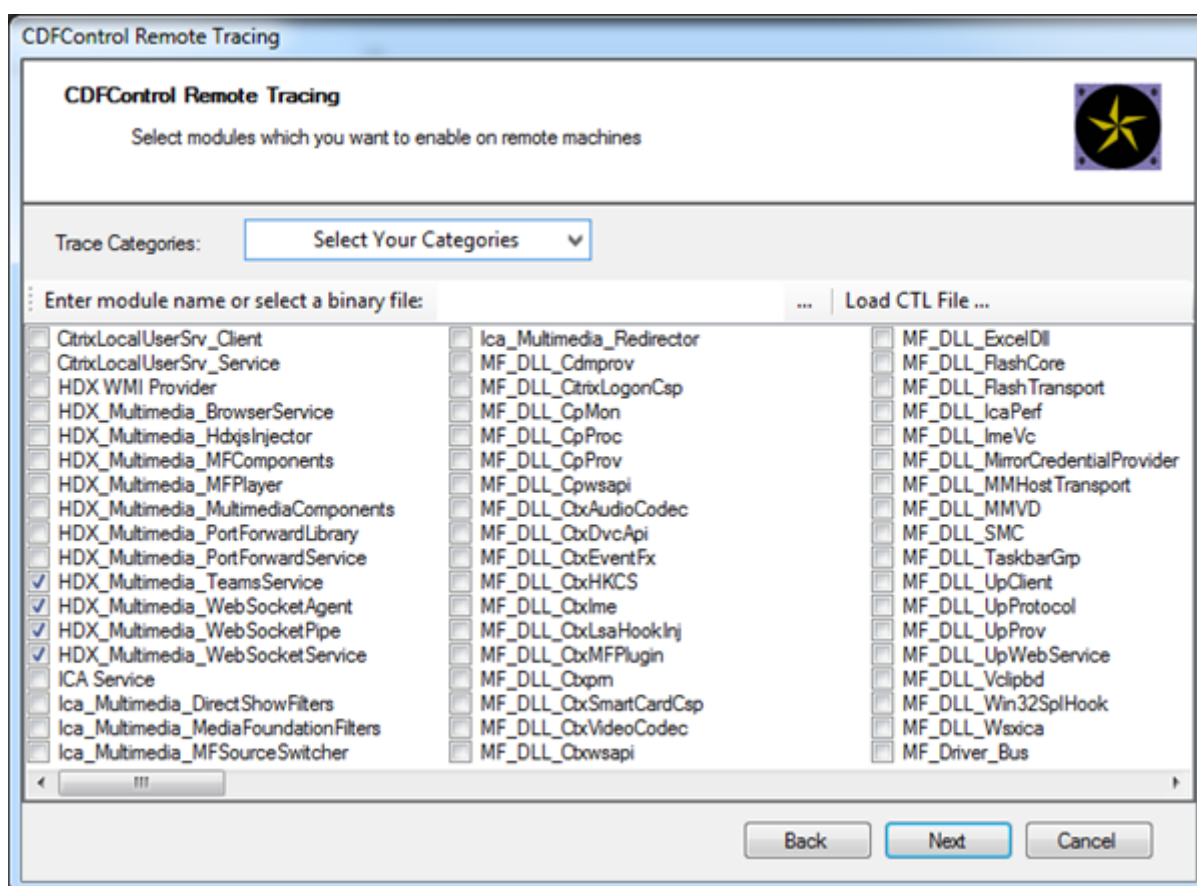 CDFControl Remote Tracing
CDFControl Remote Tracing
Select modules which you want to enable on remote machines
Trace Categories:
Select Your Categories
Enter module name or select a binary file:
...
Load CTL File ...
CitrixLocalUserSrv_Client
CitrixLocalUserSrv_Service
HDX WMI Provider
HDX_Multimedia_BrowserService
HDX_Multimedia_HdxjsInjector
HDX_Multimedia_MFComponents
HDX_Multimedia_MFPlayer
HDX_Multimedia_MultimediaComponents
HDX_Multimedia_PortForwardLibrary
HDX_Multimedia_PortForwardService
HDX_Multimedia_TeamsService
HDX_Multimedia_WebSocketAgent
HDX_Multimedia_WebSocketPipe
HDX_Multimedia_WebSocketService
ICA Service
Ica_Multimedia_DirectShowFilters
Ica_Multimedia_MediaFoundationFilters
Ica_Multimedia_MFSourceSwitcher
Ica_Multimedia_Redirector
MF_DLL_Cdmprov
MF_DLL_CitrixLogonCsp
MF_DLL_CpMon
MF_DLL_CpProc
MF_DLL_CpProv
MF_DLL_Cpwsapi
MF_DLL_CtxAudioCodec
MF_DLL_CtxDvcApi
MF_DLL_CtxEventFx
MF_DLL_CtxHKCS
MF_DLL_CtxIme
MF_DLL_CtxLsaHookInj
MF_DLL_CtxMFPlugin
MF_DLL_Ctxpm
MF_DLL_CtxSmartCardCsp
MF_DLL_CtxVideoCodec
MF_DLL_Ctxwsapi
MF_DLL_ExcelDll
MF_DLL_FlashCore
MF_DLL_FlashTransport
MF_DLL_IcaPerf
MF_DLL_ImeVc
MF_DLL_MirrorCredentialProvider
MF_DLL_MMHostTransport
MF_DLL_MMVD
MF_DLL_SMC
MF_DLL_TaskbarGrp
MF_DLL_UpClient
MF_DLL_UpProtocol
MF_DLL_UpProv
MF_DLL_UpWebService
MF_DLL_Vclipbd
MF_DLL_Win32SplHook
MF_DLL_Wsxica
MF_Driver_Bus
Back
Next
Cancel